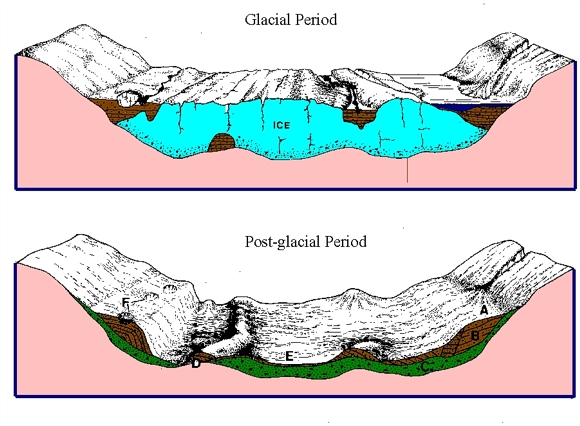 Glacial Period
ICE
Post-glacial Period
F
A
B
E
D
C